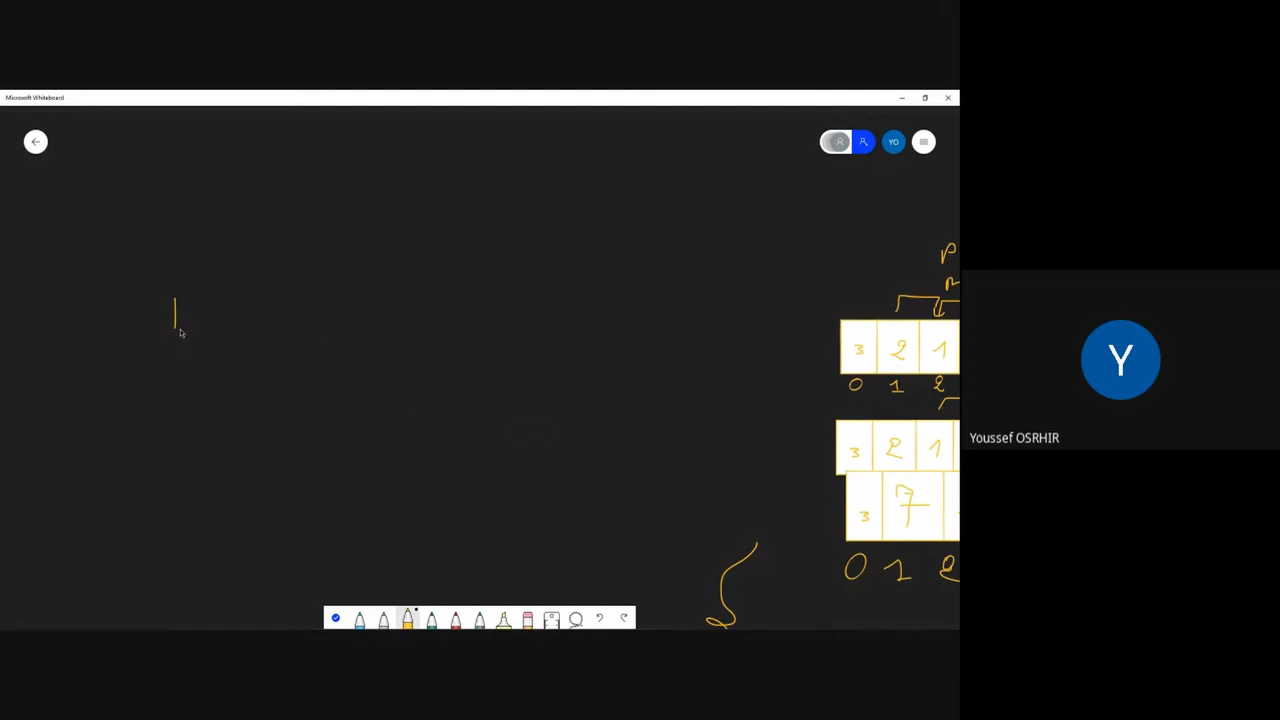 Microsoft Whiteboard
YO
3 2 1
0 1 2
3 2 1
3 7
0 1 2
Y
Youssef OSRHIR